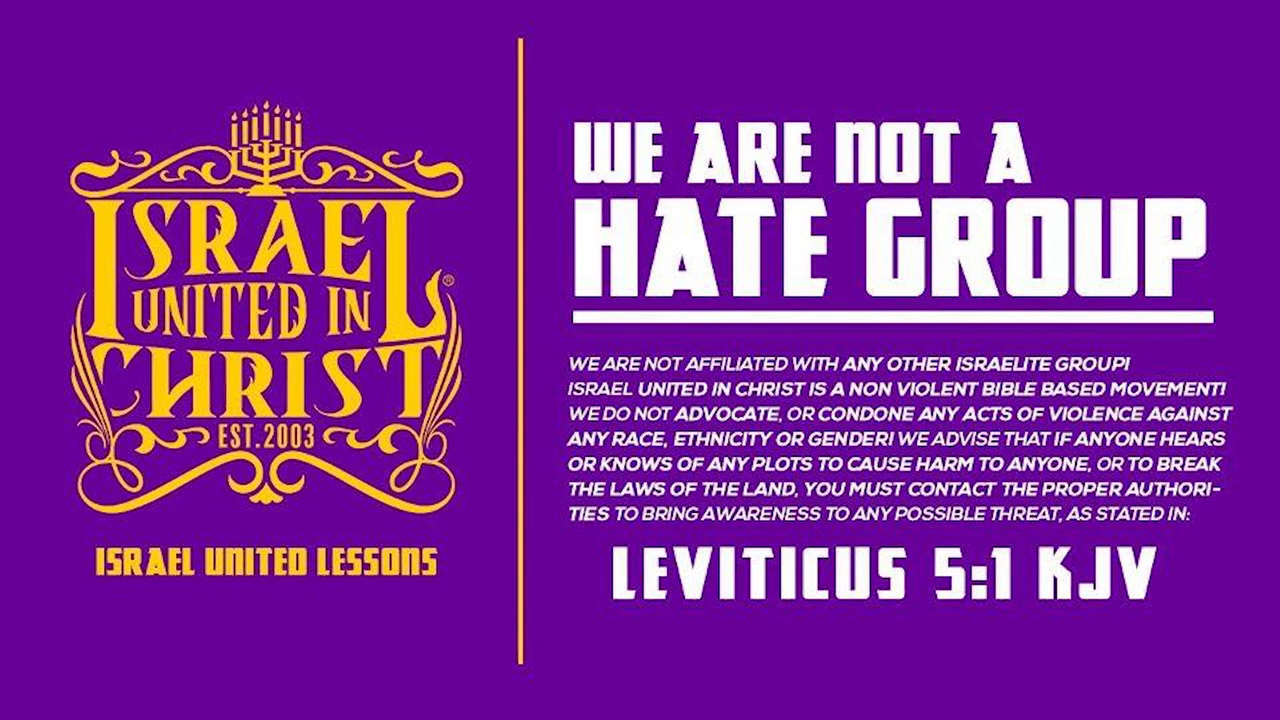 ISRAEL
UNITED IN
CHRIST
EST.2003
ISRAEL UNITED LESSONS
WE ARE NOT A
HATE GROUP
WE ARE NOT AFFILIATED WITH ANY OTHER ISRAELITE GROUP!
ISRAEL UNITED IN CHRIST IS A NON VIOLENT BIBLE BASED MOVEMENT!
WE DO NOT ADVOCATE, OR CONDONE ANY ACTS OF VIOLENCE AGAINST
ANY RACE, ETHNICITY OR GENDER! WE ADVISE THAT IF ANYONE HEARS
OR KNOWS OF ANY PLOTS TO CAUSE HARM TO ANYONE, OR TO BREAK
THE LAWS OF THE LAND, YOU MUST CONTACT THE PROPER AUTHORI-
TIES TO BRING AWARENESS TO ANY POSSIBLE THREAT, AS STATED IN:
LEVITICUS 5:1 KJV